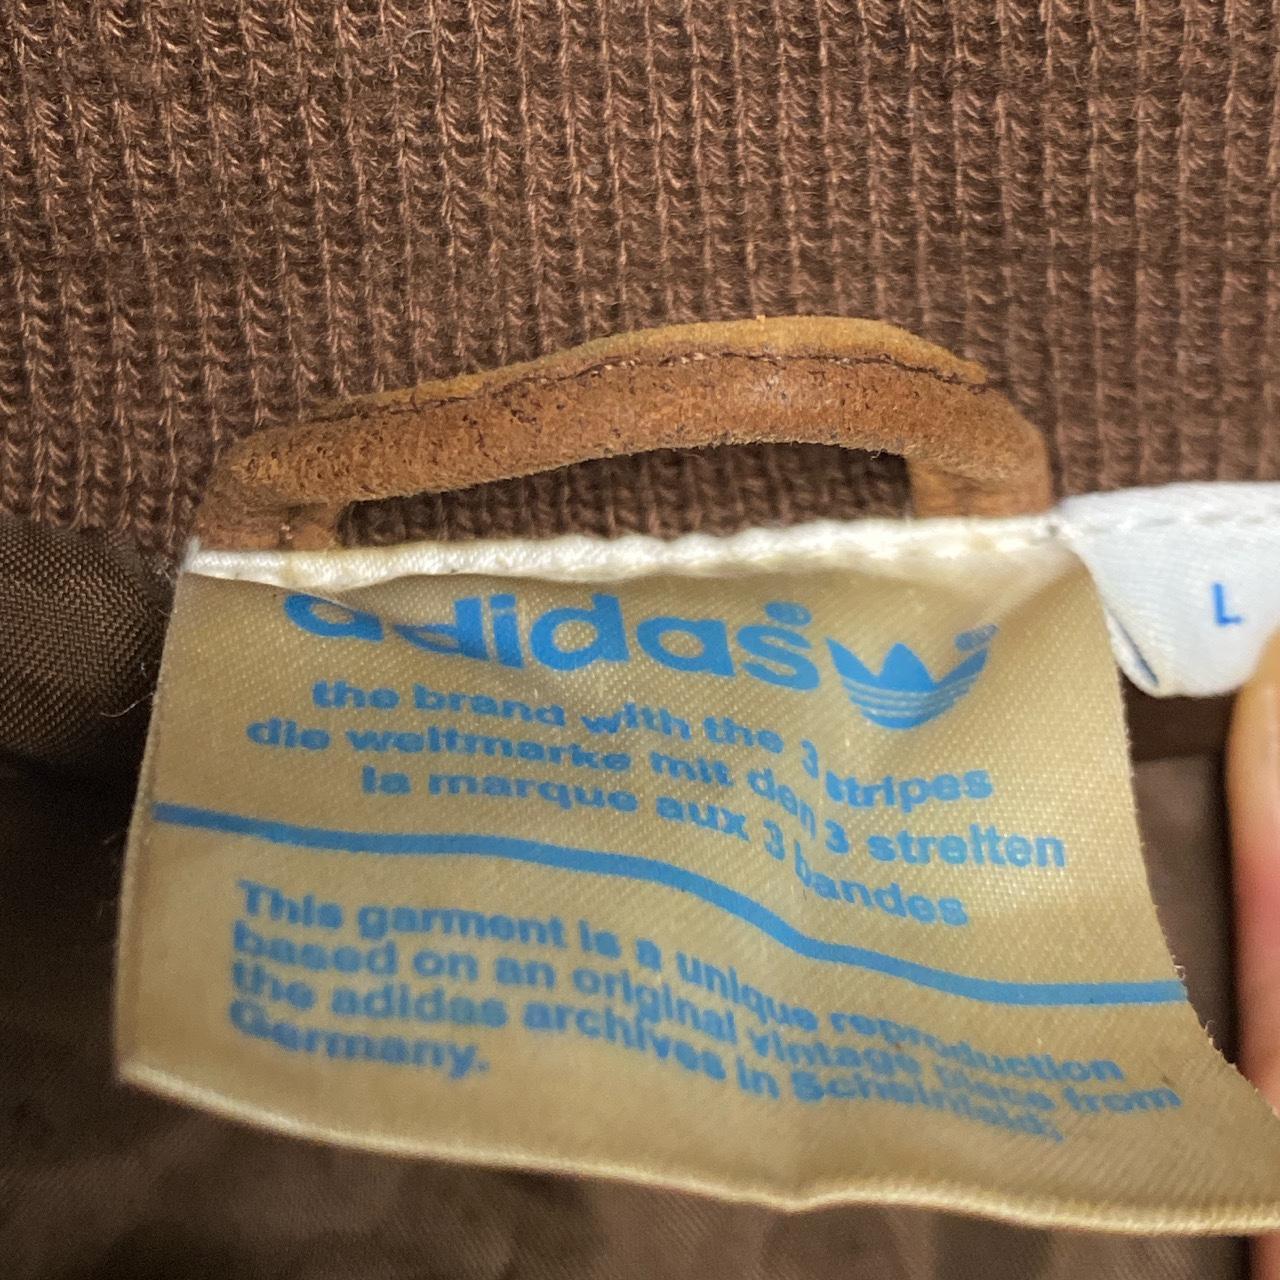 adidas®
®
L
the brand with the 3 stripes
die weltmarke mit den 3 streifen
la marque aux 3 bandes
This garment is a unique reproduction
based on an original vintage piece from
the adidas archives in Scheinfeld,
Germany.